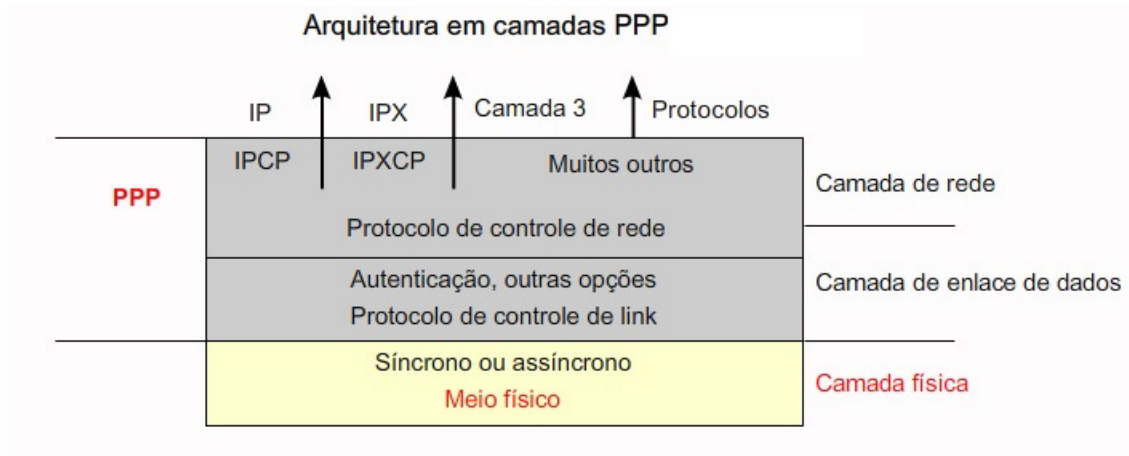 Arquitetura em camadas PPP
IP IPX Camada 3 Protocolos
IPCP IPXCP Muitos outros
PPP
Camada de rede
Protocolo de controle de rede
Autenticação, outras opções
Camada de enlace de dados
Protocolo de controle de link
Síncrono ou assíncrono
Camada física
Meio físico